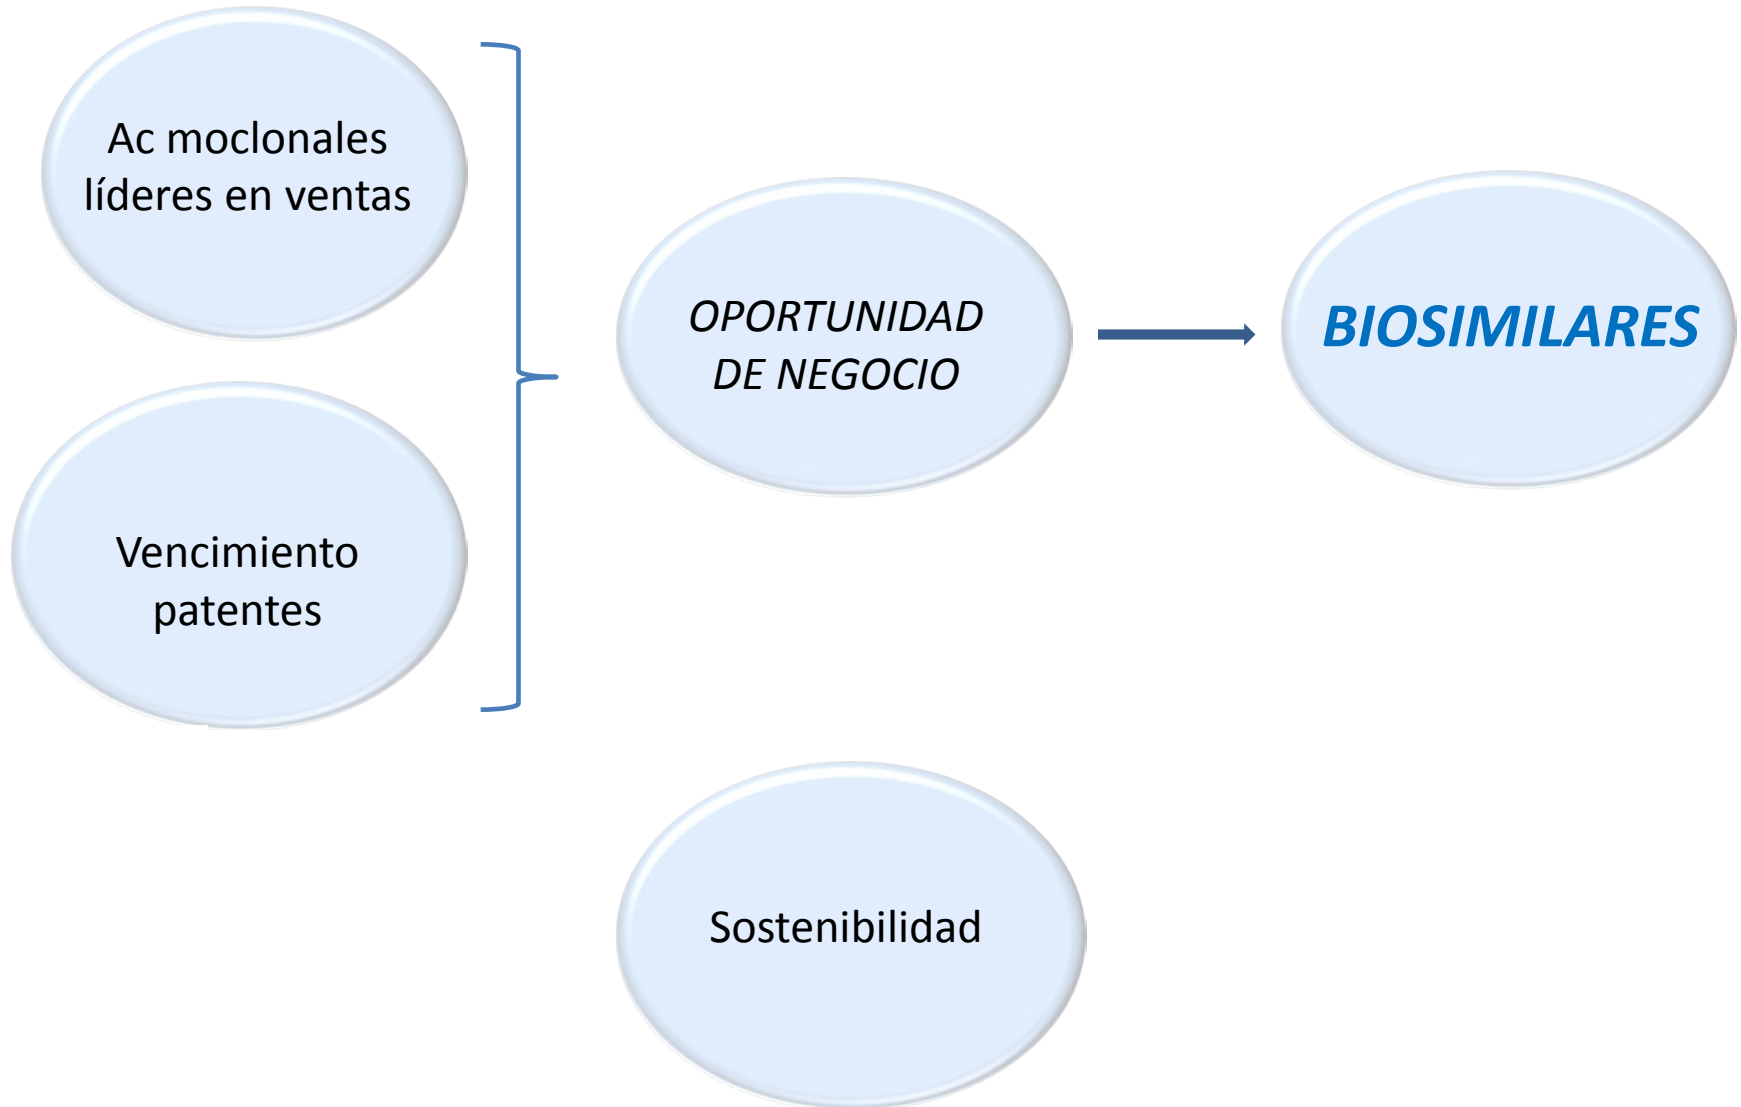 Ac moclonales
líderes en ventas
Vencimiento
patentes
OPORTUNIDAD
DE NEGOCIO
BIOSIMILARES
Sostenibilidad